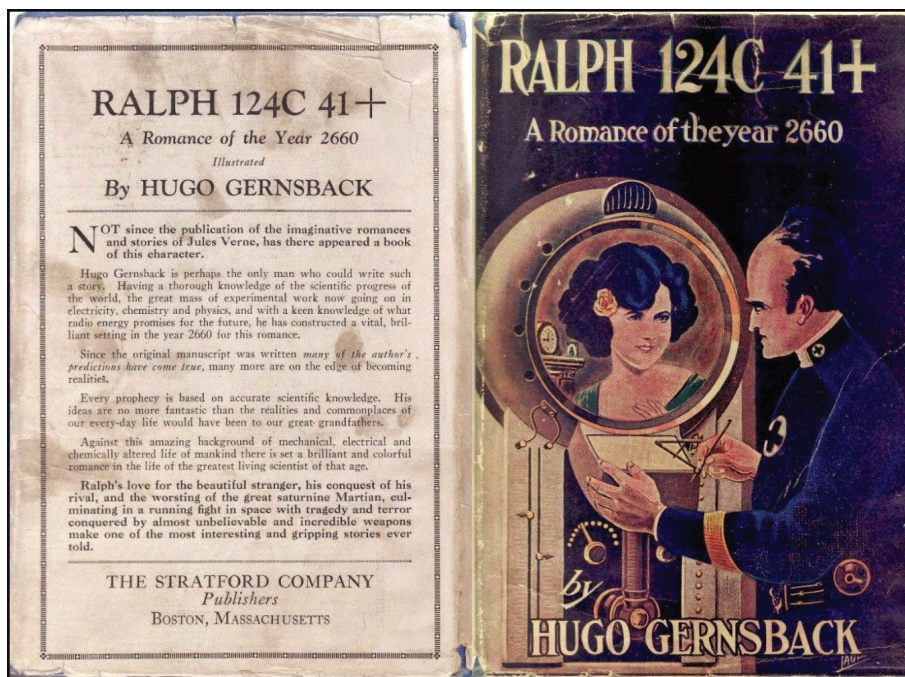 RALPH 124C 41+
A Romance of the Year 2660
Illustrated
By HUGO GERNSBACK
NOT since the publication of the imaginative romances
and stories of Jules Verne, has there appeared a book
of this character.
Hugo Gernsback is perhaps the only man who could write such
a story. Having a thorough knowledge of the scientific progress of
the world, the great mass of experimental work now going on in
electricity, chemistry and physics, and with a keen knowledge of what
radio energy promises for the future, he has constructed a vital, bril-
liant setting in the year 2660 for this romance.
Since the original manuscript was written many of the author's
predictions have come true, many more are on the edge of becoming
realities.
Every prophecy is based on accurate scientific knowledge. His
ideas are no more fantastic than the realities and commonplaces of
our every-day life would have been to our great-grandfathers.
Against this amazing background of mechanical, electrical and
chemically altered life of mankind there is set a brilliant and colorful
romance in the life of the greatest living scientist of that age.
Ralph's love for the beautiful stranger, his conquest of his
rival, and the worsting of the great saturnine Martian, cul-
minating in a running fight in space with tragedy and terror
conquered by almost unbelievable and incredible weapons
make one of the most interesting and gripping stories ever
told.
THE STRATFORD COMPANY
Publishers
BOSTON, MASSACHUSETTS
RALPH 124C 41+
A Romance of the year 2660
by
HUGO GERNSBACK